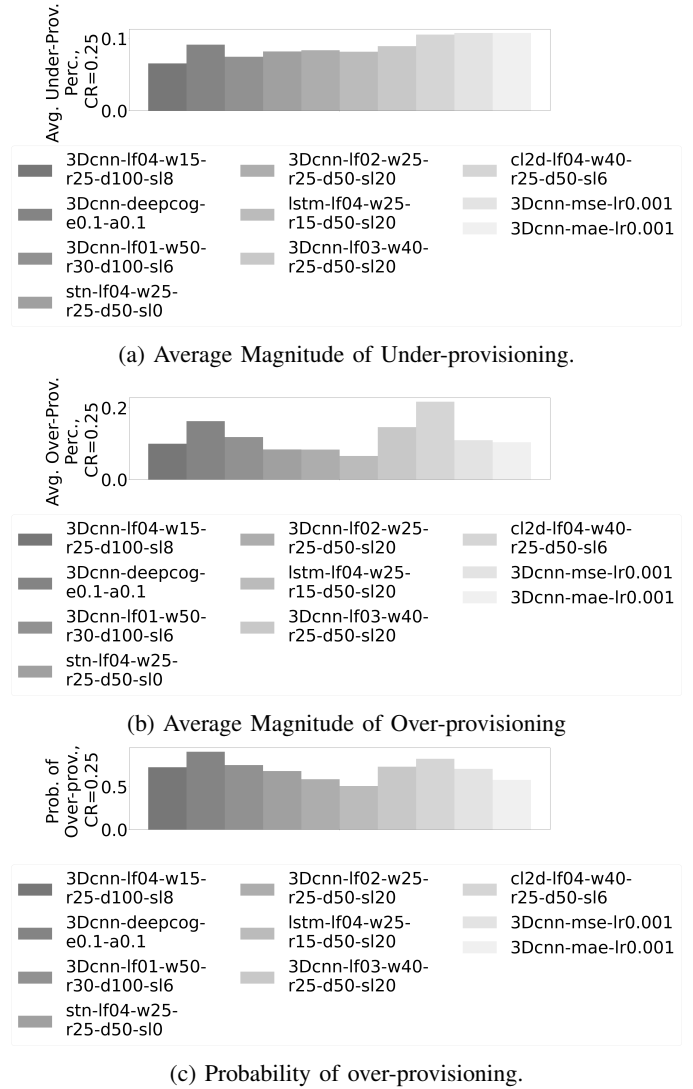 Avg. Under-Prov.
Perc.,
CR=0.25
0.1
0.0
3Dcnn-lf04-w15-
r25-d100-sl8
3Dcnn-deepcog-
e0.1-a0.1
3Dcnn-lf01-w50-
r30-d100-sl6
stn-lf04-w25-
r25-d50-sl0
3Dcnn-lf02-w25-
r25-d50-sl20
lstm-lf04-w25-
r15-d50-sl20
3Dcnn-lf03-w40-
r25-d50-sl20
cl2d-lf04-w40-
r25-d50-sl6
3Dcnn-mse-lr0.001
3Dcnn-mae-lr0.001
(a) Average Magnitude of Under-provisioning.
Avg. Over-Prov.
Perc.,
CR=0.25
0.2
0.0
3Dcnn-lf04-w15-
r25-d100-sl8
3Dcnn-deepcog-
e0.1-a0.1
3Dcnn-lf01-w50-
r30-d100-sl6
stn-lf04-w25-
r25-d50-sl0
3Dcnn-lf02-w25-
r25-d50-sl20
lstm-lf04-w25-
r15-d50-sl20
3Dcnn-lf03-w40-
r25-d50-sl20
cl2d-lf04-w40-
r25-d50-sl6
3Dcnn-mse-lr0.001
3Dcnn-mae-lr0.001
(b) Average Magnitude of Over-provisioning
Prob. of
Over-prov.,
CR=0.25
0.5
0.0
3Dcnn-lf04-w15-
r25-d100-sl8
3Dcnn-deepcog-
e0.1-a0.1
3Dcnn-lf01-w50-
r30-d100-sl6
stn-lf04-w25-
r25-d50-sl0
3Dcnn-lf02-w25-
r25-d50-sl20
lstm-lf04-w25-
r15-d50-sl20
3Dcnn-lf03-w40-
r25-d50-sl20
cl2d-lf04-w40-
r25-d50-sl6
3Dcnn-mse-lr0.001
3Dcnn-mae-lr0.001
(c) Probability of over-provisioning.